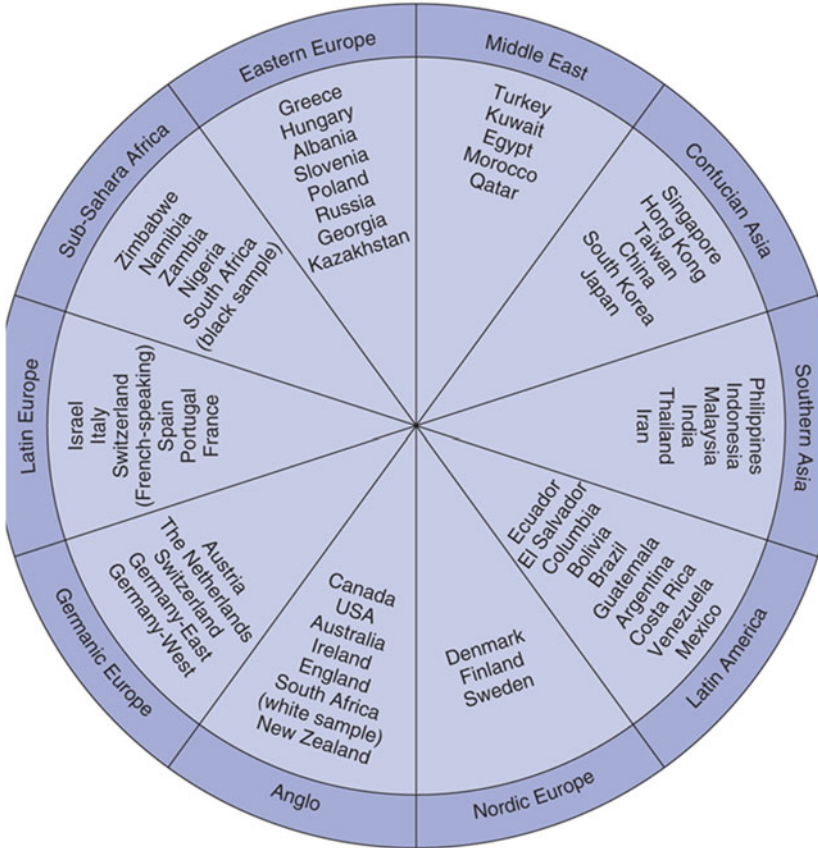 Eastern Europe
Greece
Hungary
Albania
Slovenia
Poland
Russia
Georgia
Kazakhstan
Middle East
Turkey
Kuwait
Egypt
Morocco
Qatar
Confucian Asia
Singapore
Hong Kong
Taiwan
China
South Korea
Japan
Southern Asia
Philippines
Indonesia
Malaysia
India
Thailand
Iran
Latin America
Ecuador
El Salvador
Columbia
Bolivia
Brazil
Guatemala
Argentina
Costa Rica
Venezuela
Mexico
Nordic Europe
Denmark
Finland
Sweden
Anglo
Canada
USA
Australia
Ireland
England
South Africa
(white sample)
New Zealand
Germanic Europe
Austria
The Netherlands
Switzerland
Germany-East
Germany-West
Latin Europe
Israel
Italy
Switzerland
(French-speaking)
Spain
Portugal
France
Sub-Sahara Africa
Zimbabwe
Namibia
Zambia
Nigeria
South Africa
(black sample)